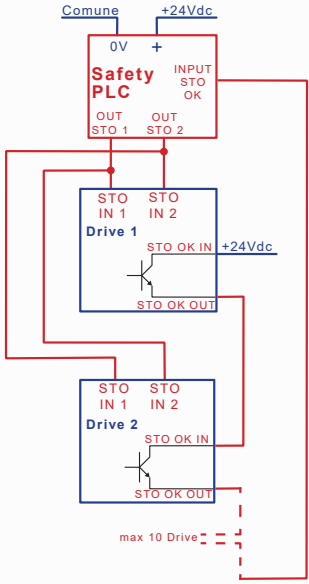 Comune +24Vdc
0V +
Safety
PLC
INPUT
STO
OK
OUT
STO 1
OUT
STO 2
STO
IN 1
STO
IN 2
Drive 1
STO OK IN
+24Vdc
STO OK OUT
STO
IN 1
STO
IN 2
Drive 2
STO OK IN
STO OK OUT
max 10 Drive